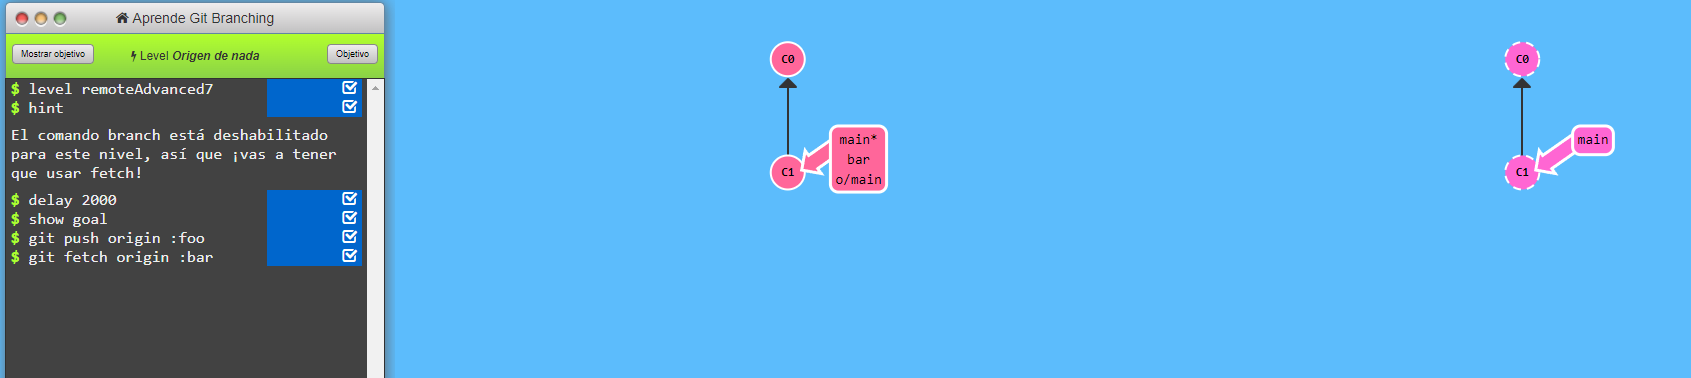 Aprende Git Branching
Mostrar objetivo
Level Origen de nada
Objetivo
$ level remoteAdvanced7
$ hint
El comando branch está deshabilitado
para este nivel, así que ¡vas a tener
que usar fetch!
$ delay 2000
$ show goal
$ git push origin :foo
$ git fetch origin :bar
C0
main*
bar
o/main
C1
C0
main
C1